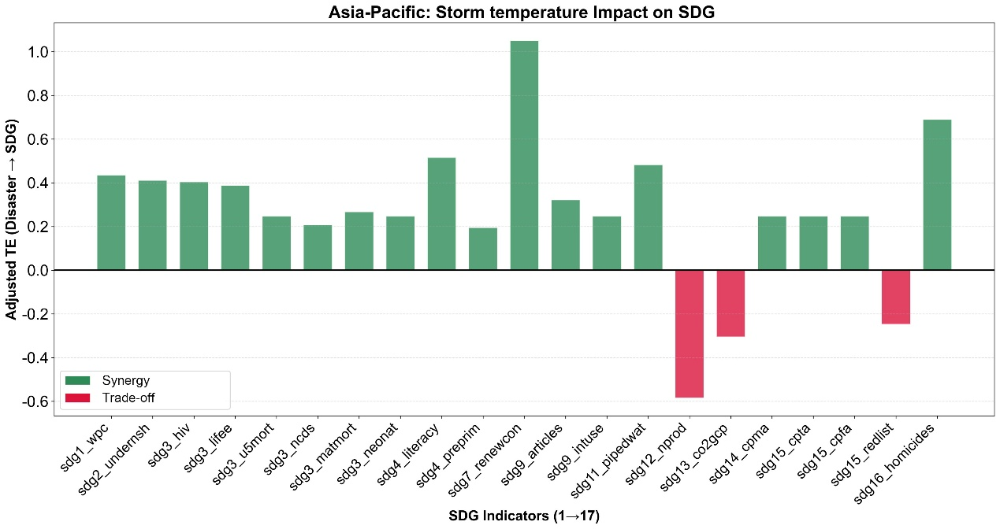 Asia-Pacific: Storm temperature Impact on SDG
Adjusted TE (Disaster → SDG)
1.0
0.8
0.6
0.4
0.2
0.0
-0.2
-0.4
-0.6
Synergy
Trade-off
sdg1_wpc
sdg2_undernsh
sdg3_hiv
sdg3_lifee
sdg3_u5mort
sdg3_ncds
sdg3_matmort
sdg3_neonat
sdg4_literacy
sdg4_preprim
sdg7_renewcon
sdg9_articles
sdg9_intuse
sdg11_pipedwat
sdg12_nprod
sdg13_co2gcp
sdg14_cpma
sdg15_cpta
sdg15_cpfa
sdg15_redlist
sdg16_homicides
SDG Indicators (1→17)